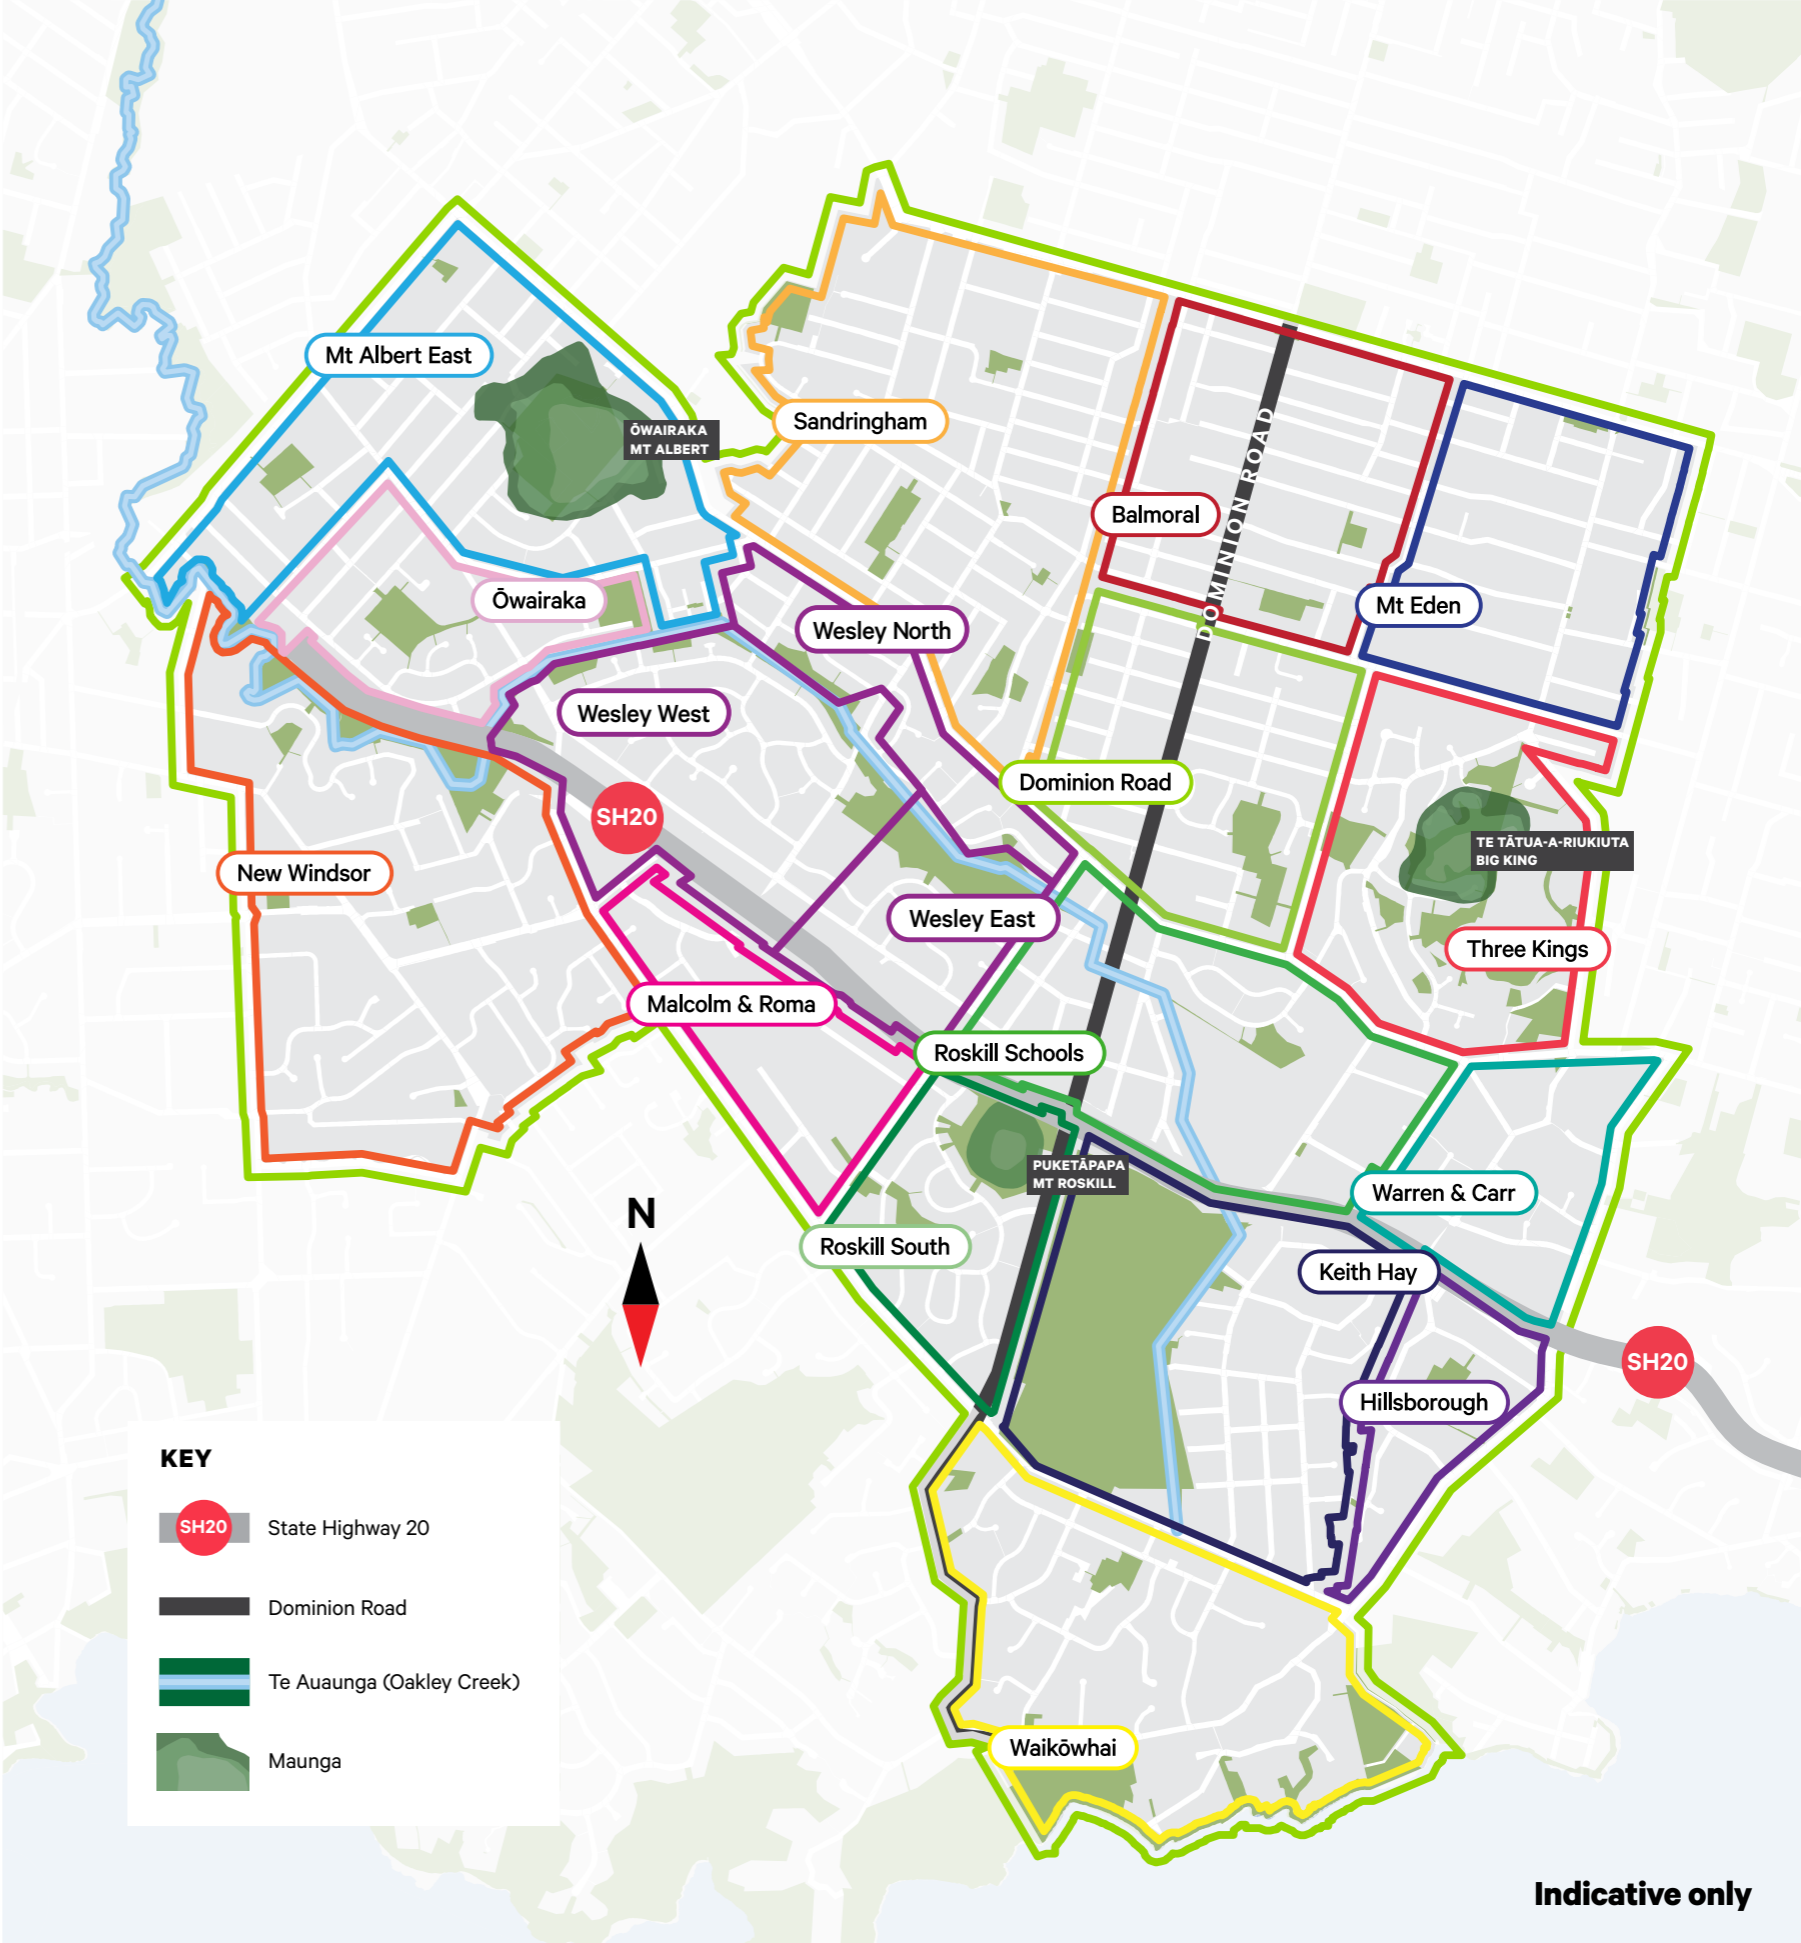 Mt Albert East
Sandringham
ŌWAIRAKA
MT ALBERT
DOMINION ROAD
Balmoral
Ōwairaka
Mt Eden
Wesley North
Wesley West
Dominion Road
SH20
TE TĀTUA-A-RIUKIUTA
BIG KING
New Windsor
Wesley East
Three Kings
Malcolm & Roma
Roskill Schools
PUKETĀPAPA
MT ROSKILL
Warren & Carr
N
Roskill South
Keith Hay
SH20
Hillsborough
KEY
SH20 State Highway 20
Dominion Road
Te Auaunga (Oakley Creek)
Maunga
Waikōwhai
Indicative only